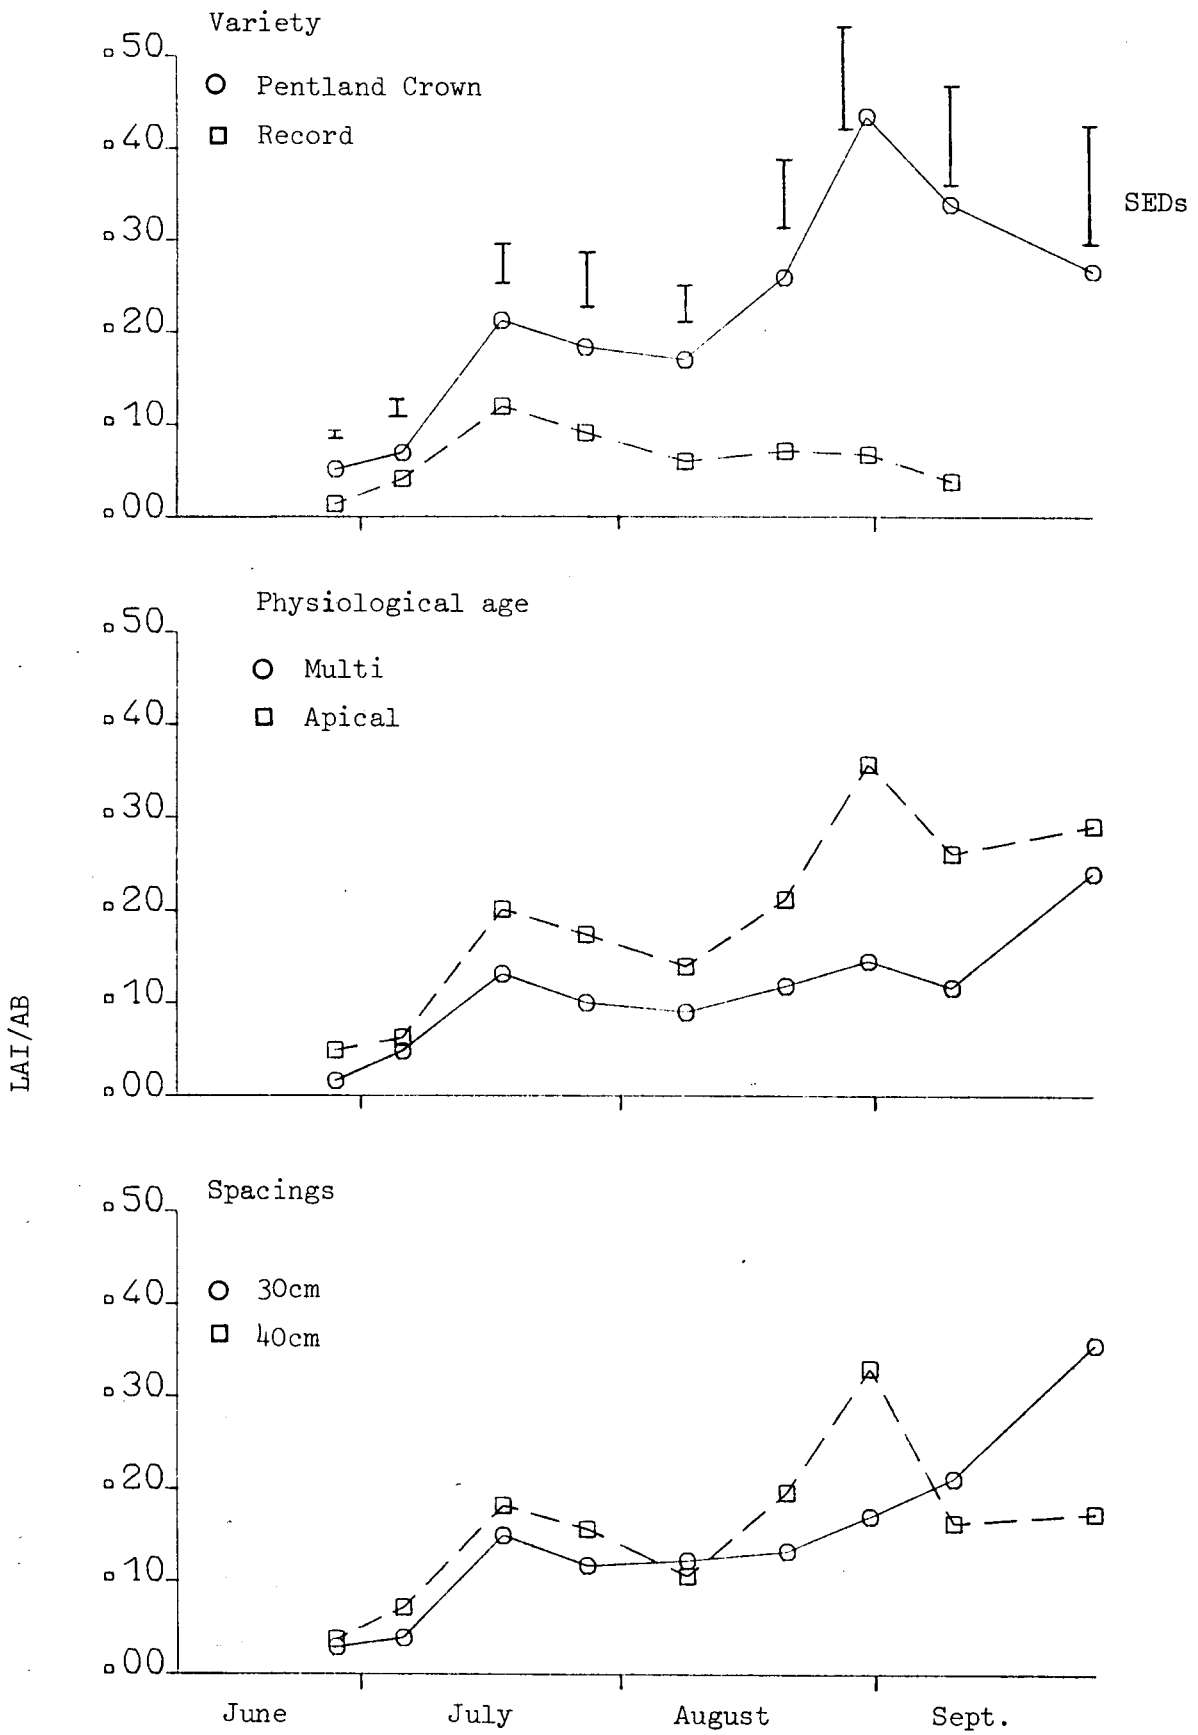 Variety
.50
Pentland Crown
.40
Record
.30
SEDs
.20
.10
.00
Physiological age
.50
Multi
.40
Apical
.30
.20
.10
LAI/AB
.00
Spacings
.50
30cm
.40
40cm
.30
.20
.10
.00
June July August Sept.